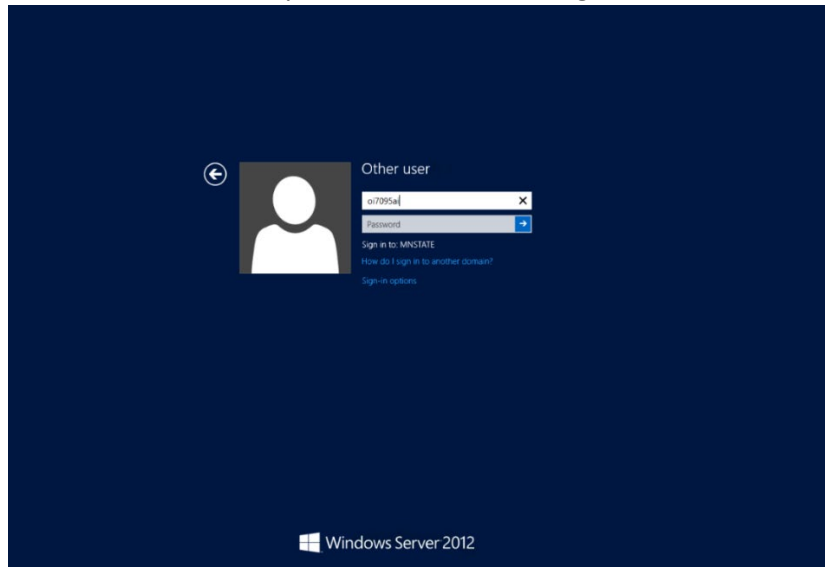 Other user
oi7095ai
Password
Sign in to: MNSTATE
How do I sign in to another domain?
Sign-in options
Windows Server 2012